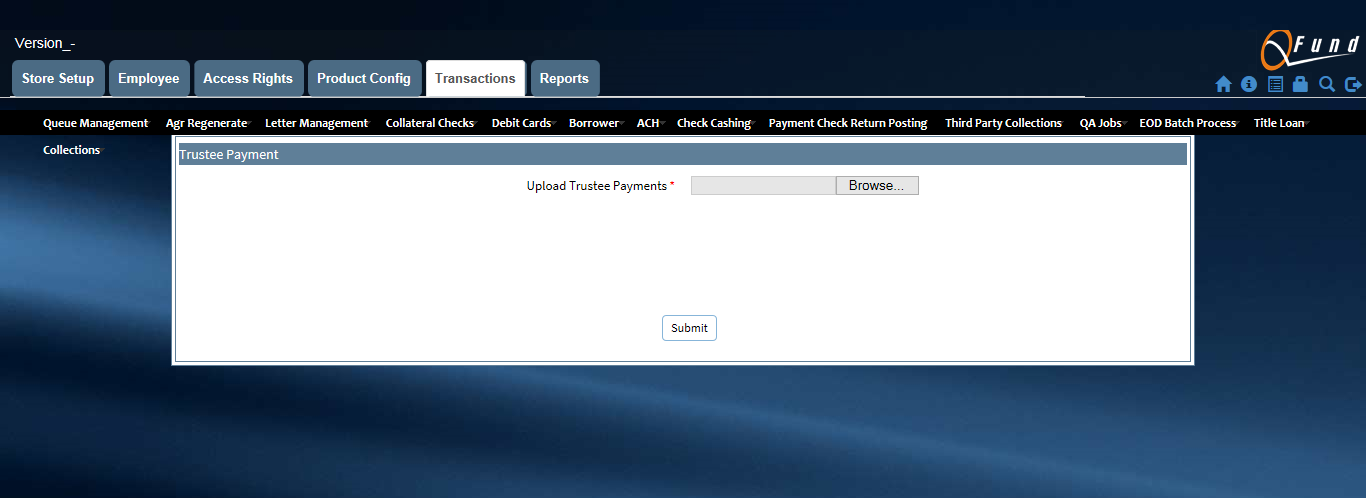 Version_-
Fund
Store Setup Employee Access Rights Product Config Transactions Reports
Queue Management Agr Regenerate Letter Management Collateral Checks Debit Cards Borrower ACH Check Cashing Payment Check Return Posting Third Party Collections QA Jobs EOD Batch Process Title Loan
Collections
Trustee Payment
Upload Trustee Payments * Browse...
Submit